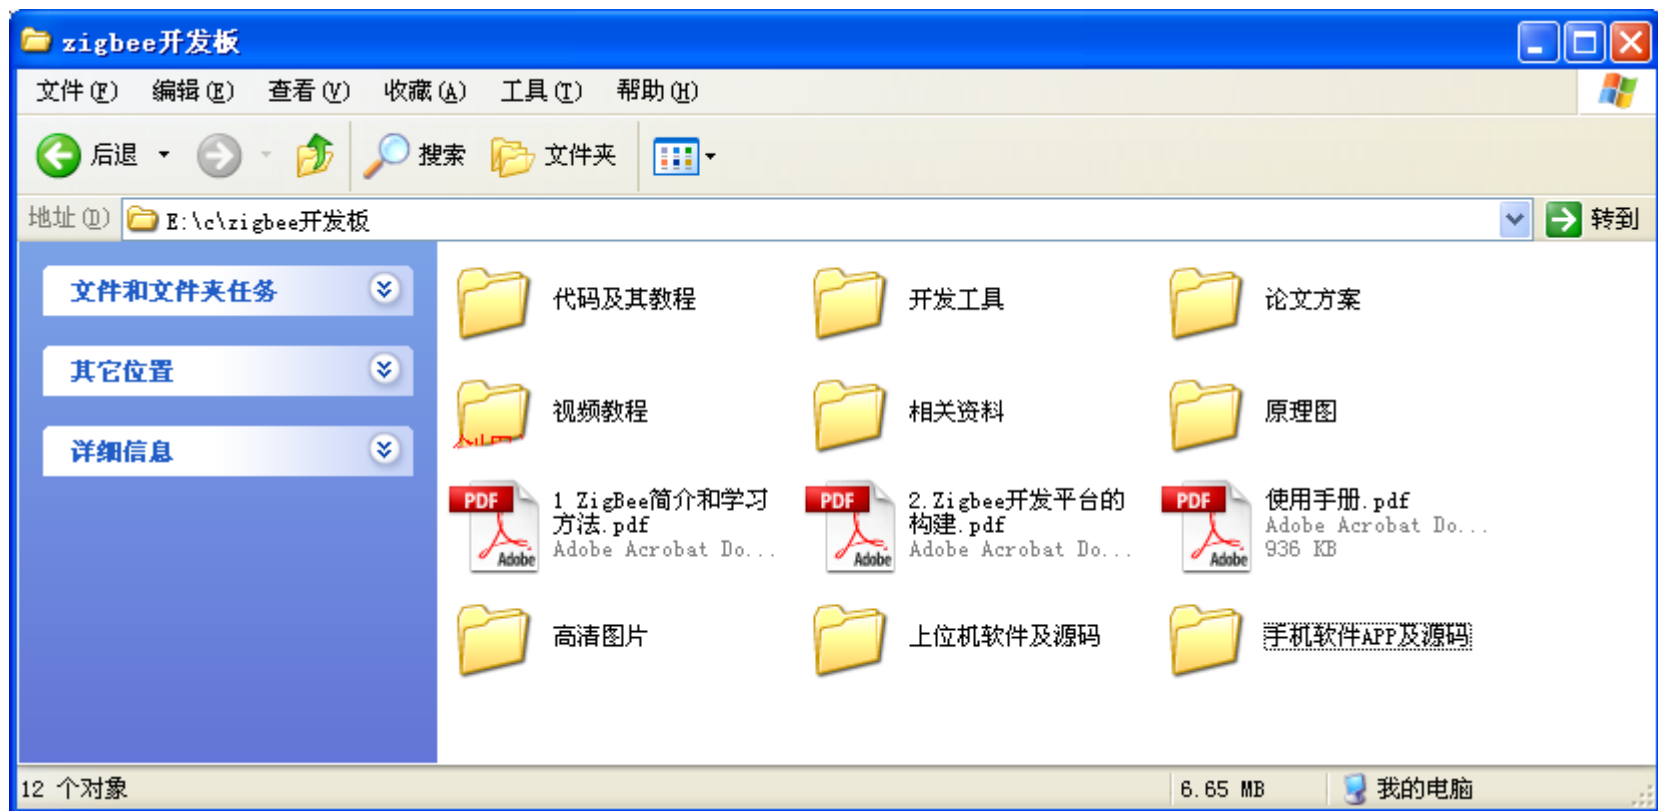 zigbee开发板
文件(F) 编辑(E) 查看(V) 收藏(A) 工具(T) 帮助(H)
后退 搜索 文件夹
地址(D) E:\c\zigbee开发板 转到
文件和文件夹任务
其它位置
详细信息
代码及其教程 开发工具 论文方案
视频教程 相关资料 原理图
PDF
Adobe
1.ZigBee简介和学习
方法.pdf
Adobe Acrobat Do...
PDF
Adobe
2.Zigbee开发平台的
构建.pdf
Adobe Acrobat Do...
PDF
Adobe
使用手册.pdf
Adobe Acrobat Do...
936 KB
高清图片 上位机软件及源码 手机软件APP及源码
12 个对象 6.65 MB 我的电脑